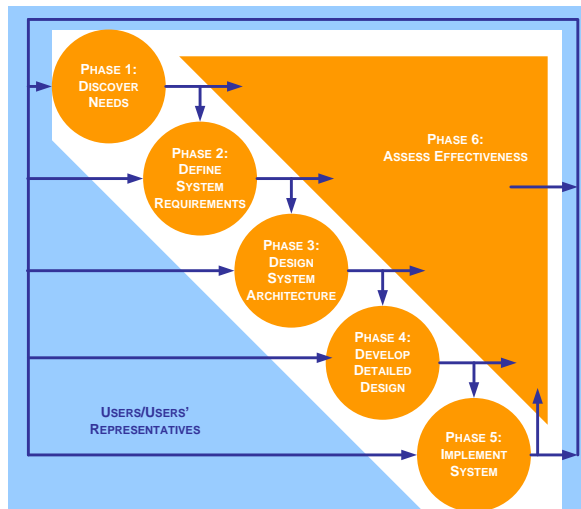 PHASE 1:
DISCOVER
NEEDS
PHASE 2:
DEFINE
SYSTEM
REQUIREMENTS
PHASE 3:
DESIGN
SYSTEM
ARCHITECTURE
PHASE 4:
DEVELOP
DETAILED
DESIGN
PHASE 5:
IMPLEMENT
SYSTEM
PHASE 6:
ASSESS EFFECTIVENESS
USERS/USERS’
REPRESENTATIVES